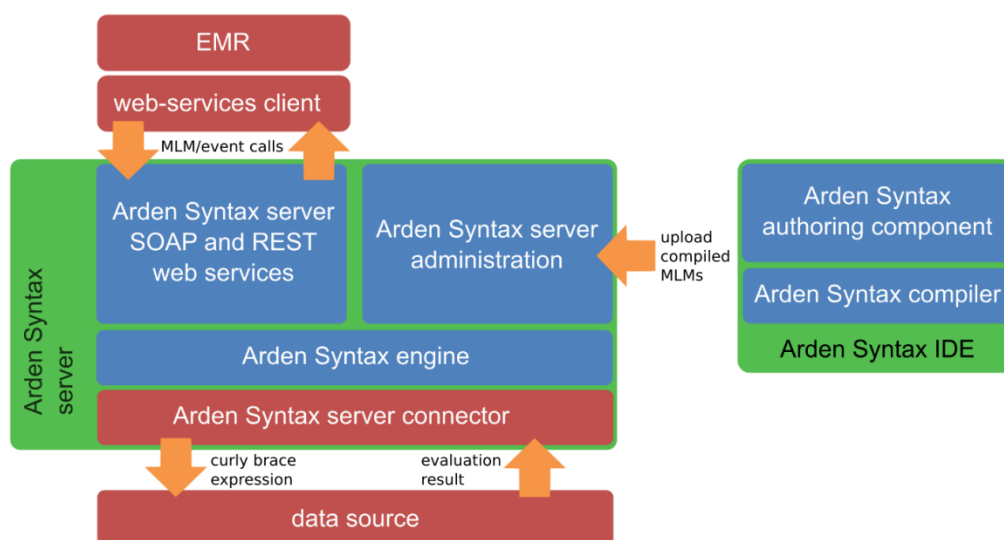 EMR
web-services client
MLM/event calls
Arden Syntax server
SOAP and REST
web services
Arden Syntax server
administration
upload
compiled
MLMs
Arden Syntax
authoring component
Arden Syntax compiler
Arden Syntax IDE
Arden Syntax
server
Arden Syntax engine
Arden Syntax server connector
curly brace
expression
evaluation
result
data source